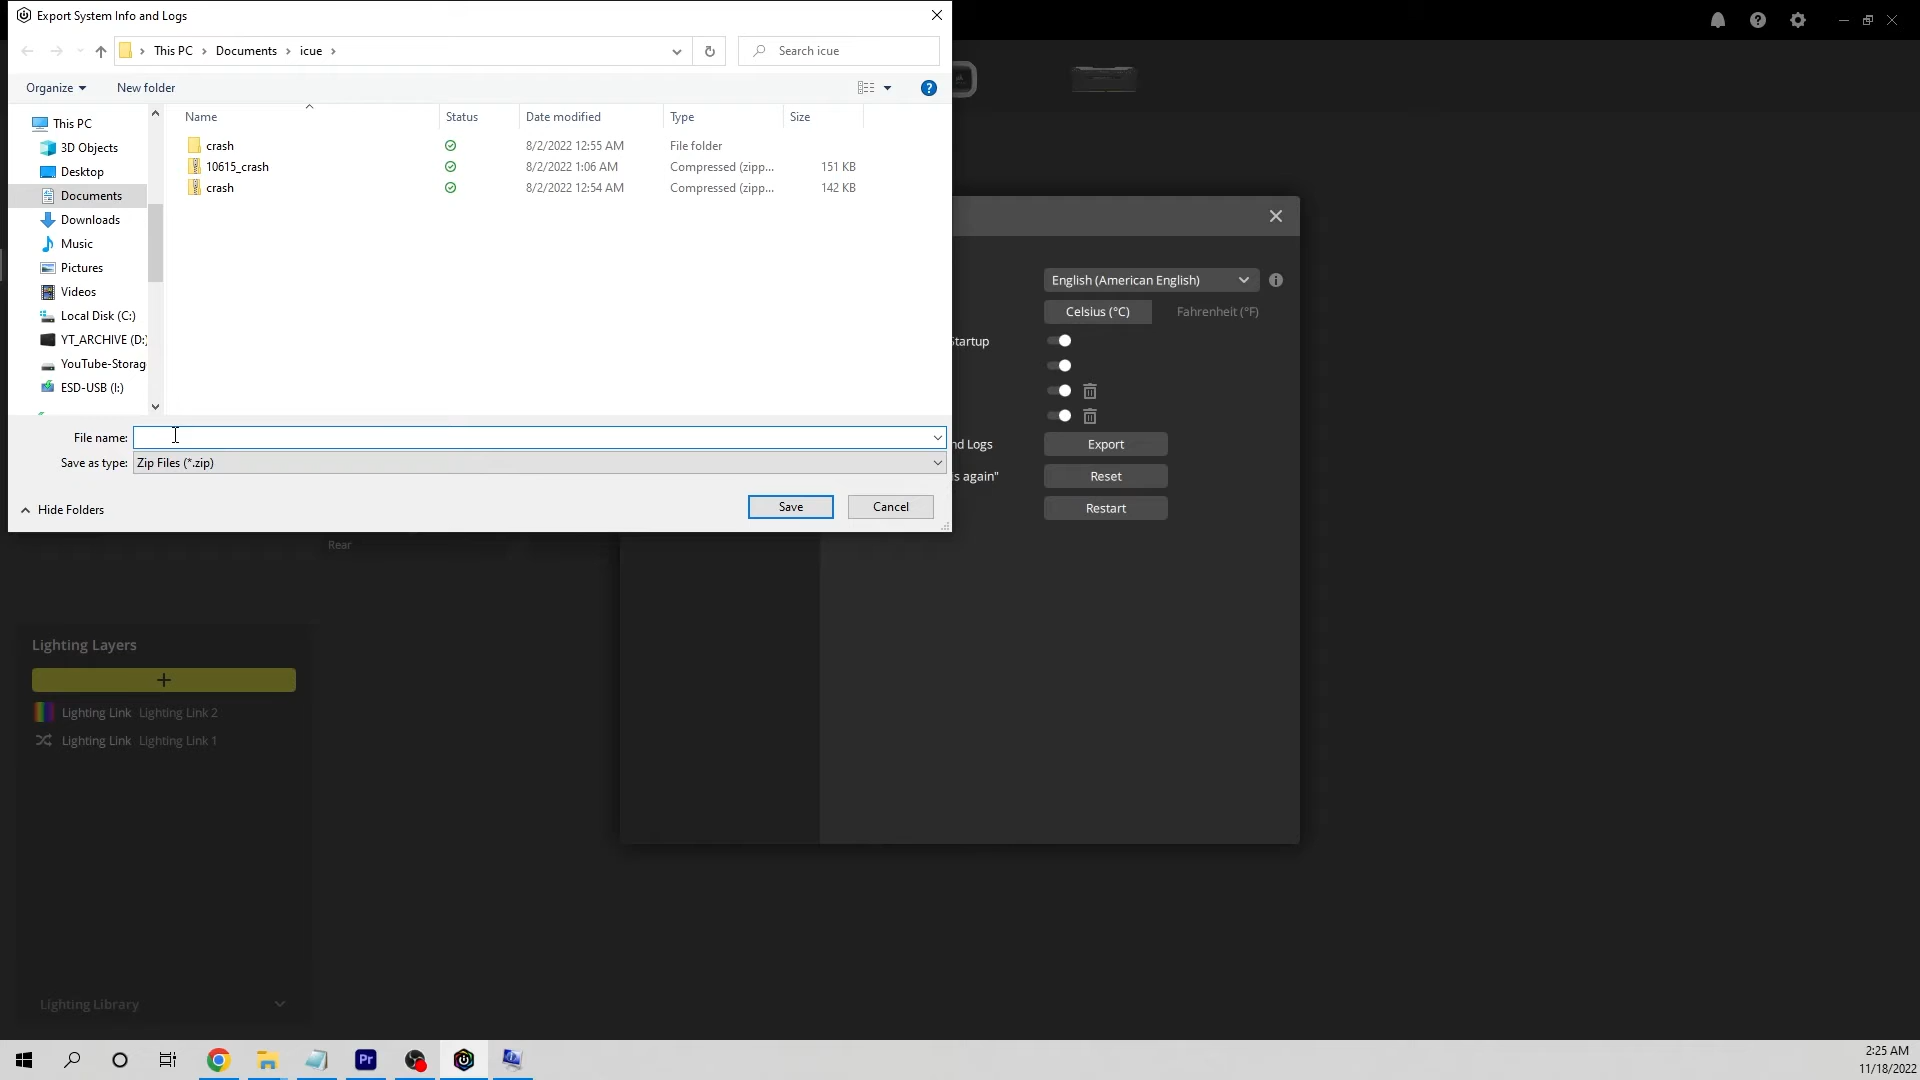 Export System Info and Logs
This PC > Documents > icue >
Search icue
Organize
New folder
Name Status Date modified Type Size
crash 8/2/2022 12:55 AM File folder
10615_crash 8/2/2022 1:06 AM Compressed (zipp... 151 KB
crash 8/2/2022 12:54 AM Compressed (zipp... 142 KB
This PC
3D Objects
Desktop
Documents
Downloads
Music
Pictures
Videos
Local Disk (C:)
YT_ARCHIVE (D:)
YouTube-Storag
ESD-USB (I:)
File name:
Save as type: Zip Files (*.zip)
Hide Folders
Save
Cancel
English (American English)
Celsius (°C) Fahrenheit (°F)
Startup
nd Logs Export
is again" Reset
Restart
Rear
Lighting Layers
+
Lighting Link Lighting Link 2
Lighting Link Lighting Link 1
Lighting Library
Pr
2:25 AM
11/18/2022